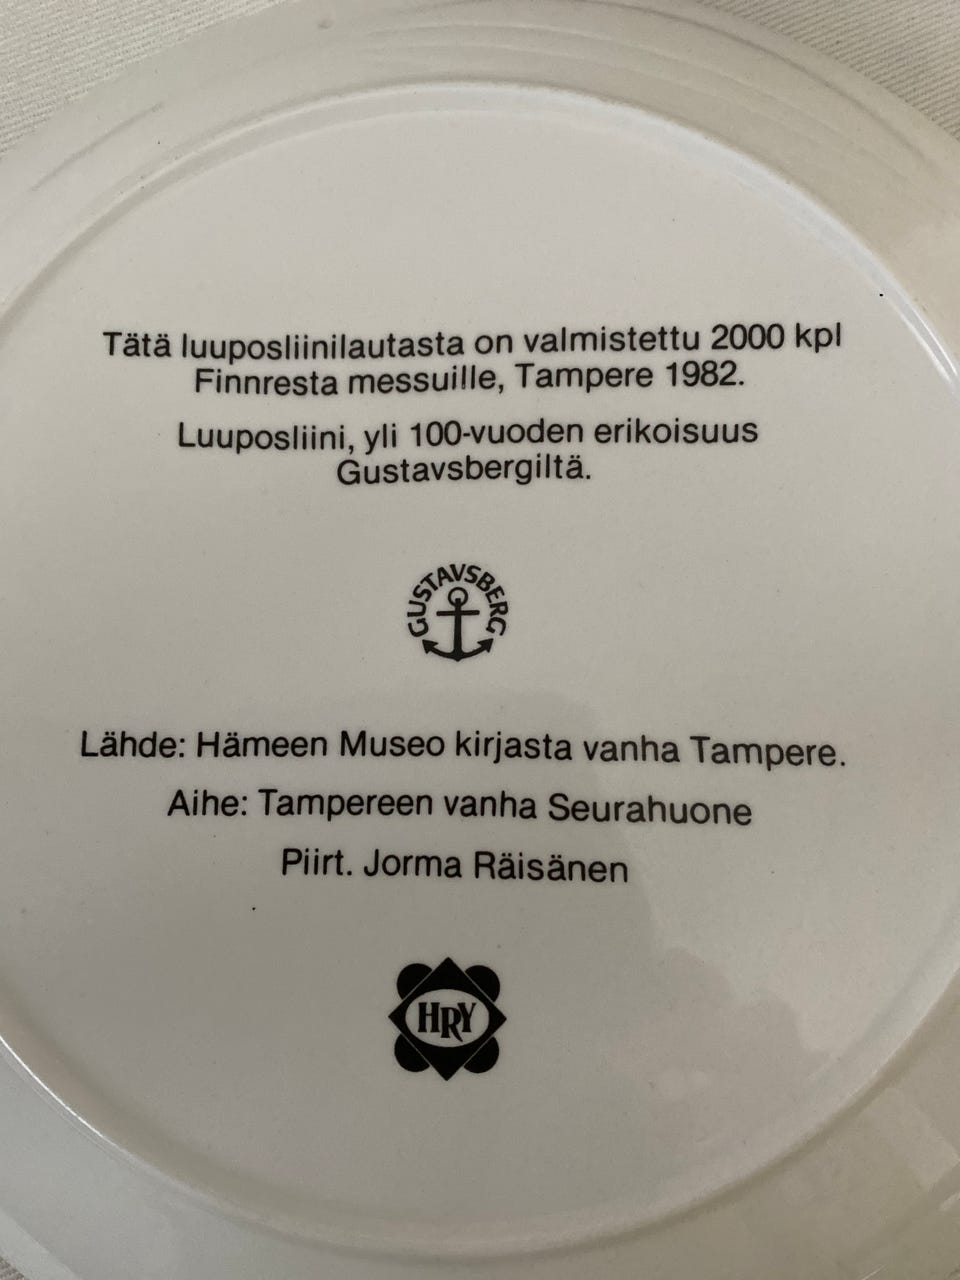 Tätä luuposliinilautasta on valmistettu 2000 kpl
Finnresta messuille, Tampere 1982.
Luuposliini, yli 100-vuoden erikoisuus
Gustavsbergiltä.
GUSTAVSBERG
Lähde: Hämeen Museo kirjasta vanha Tampere.
Aihe: Tampereen vanha Seurahuone
Piirt. Jorma Räisänen
HRY